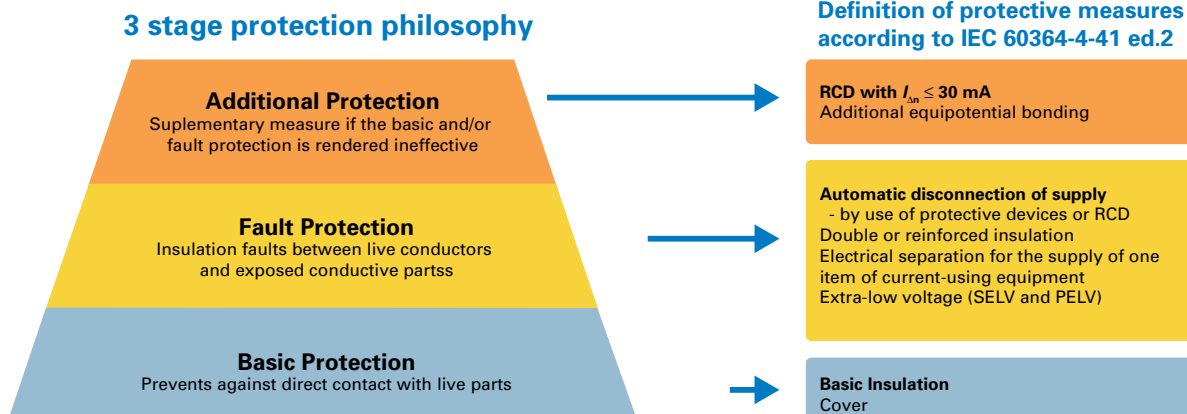 3 stage protection philosophy
Definition of protective measures
according to IEC 60364-4-41 ed.2
Additional Protection
Suplementary measure if the basic and/or
fault protection is rendered ineffective
RCD with IΔn ≤ 30 mA
Additional equipotential bonding
Fault Protection
Insulation faults between live conductors
and exposed conductive partss
Automatic disconnection of supply
- by use of protective devices or RCD
Double or reinforced insulation
Electrical separation for the supply of one
item of current-using equipment
Extra-low voltage (SELV and PELV)
Basic Protection
Prevents against direct contact with live parts
Basic Insulation
Cover